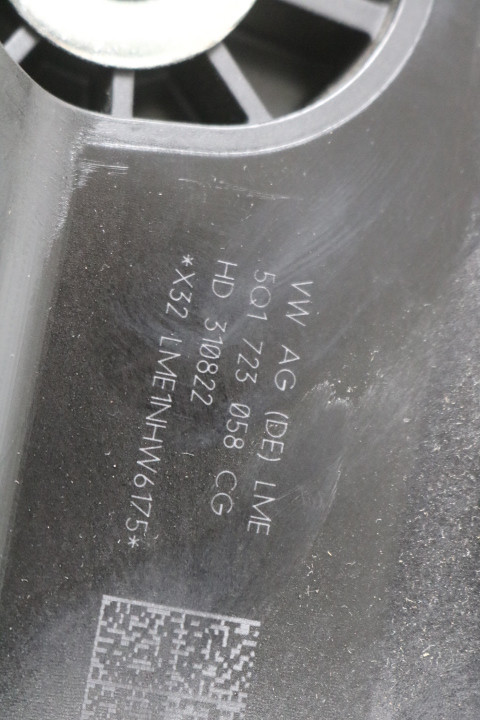 VW AG (DE) LME
5Q1 723 058 CG
HD 310822
*X32 LME1NHW6175*